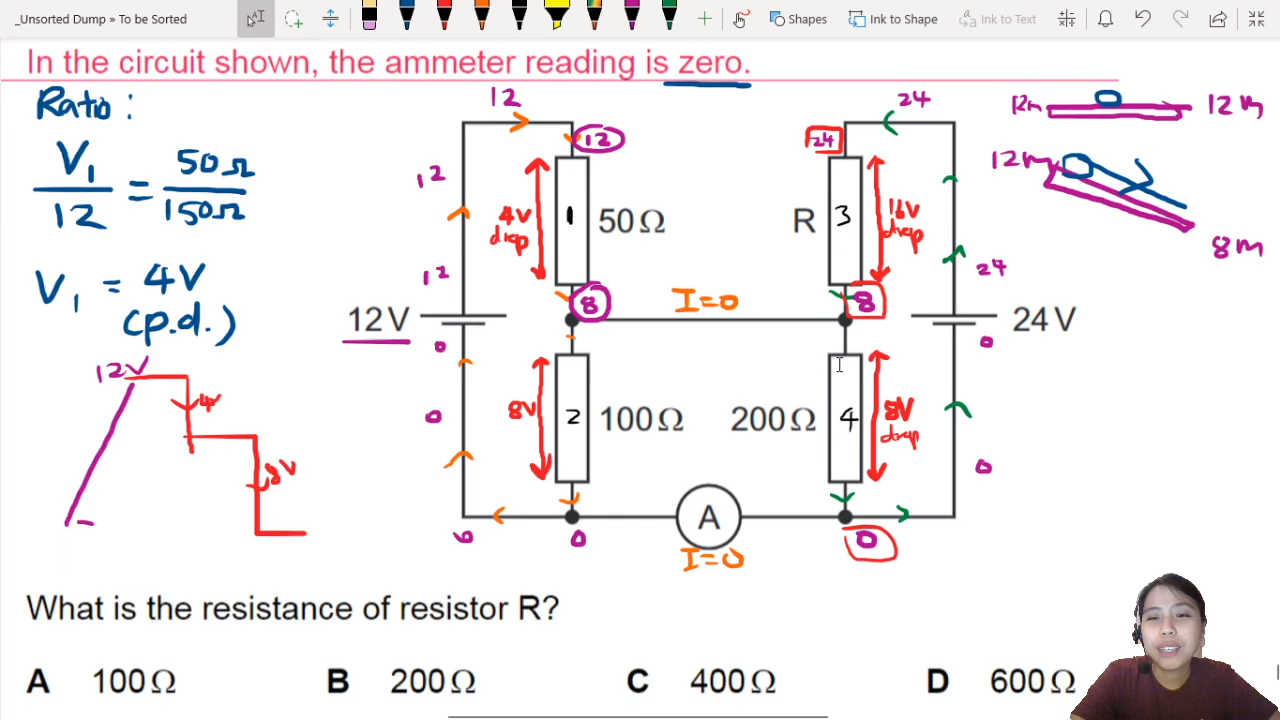 _Unsorted Dump » To be Sorted
Shapes
Ink to Shape
Ink to Text
In the circuit shown, the ammeter reading is zero.
Ratio :
V1 / 12 = 50Ω / 150Ω
V1 = 4V
(p.d.)
12V
4V
8V
12
12
12
12
12V
0
0
0
12
4V
drop
1
50Ω
8
I=0
8V
2
100Ω
0
A
I=0
24
24
R
3
16V
drop
8
200Ω
4
8V
drop
0
24
24V
0
0
12m
12m
12m
8m
What is the resistance of resistor R?
A 100Ω B 200Ω C 400Ω D 600Ω